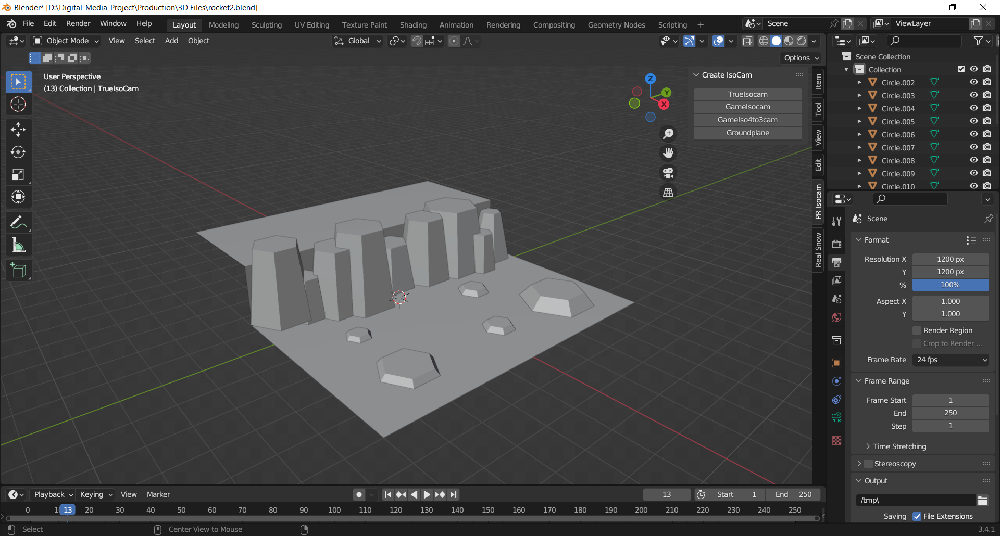 Blender* [D:\Digital-Media-Project\Production\3D Files\rocket2.blend]
File Edit Render Window Help
Layout Modeling Sculpting UV Editing Texture Paint Shading Animation Rendering Compositing Geometry Nodes Scripting +
Scene ViewLayer
Object Mode View Select Add Object
Global
Options
User Perspective
(13) Collection | TrueIsoCam
Z
Y
X
Create IsoCam
TrueIsocam
GameIsocam
GameIso4to3cam
Groundplane
Item
Tool
View
Edit
PR Isocam
Real Snow
Scene Collection
Collection
Circle.002
Circle.003
Circle.004
Circle.005
Circle.006
Circle.007
Circle.008
Circle.009
Circle.010
Scene
Format
Resolution X 1200 px
Y 1200 px
% 100%
Aspect X 1.000
Y 1.000
Render Region
Crop to Render ...
Frame Rate 24 fps
Frame Range
Frame Start 1
End 250
Step 1
Time Stretching
Stereoscopy
Output
/tmp\
Saving File Extensions
Playback Keying View Marker
13 Start 1 End 250
0 1 13 20 30 40 50 60 70 80 90 100 110 120 130 140 150 160 170 180 190 200 210 220 230 240 250
Select Center View to Mouse
3.4.1